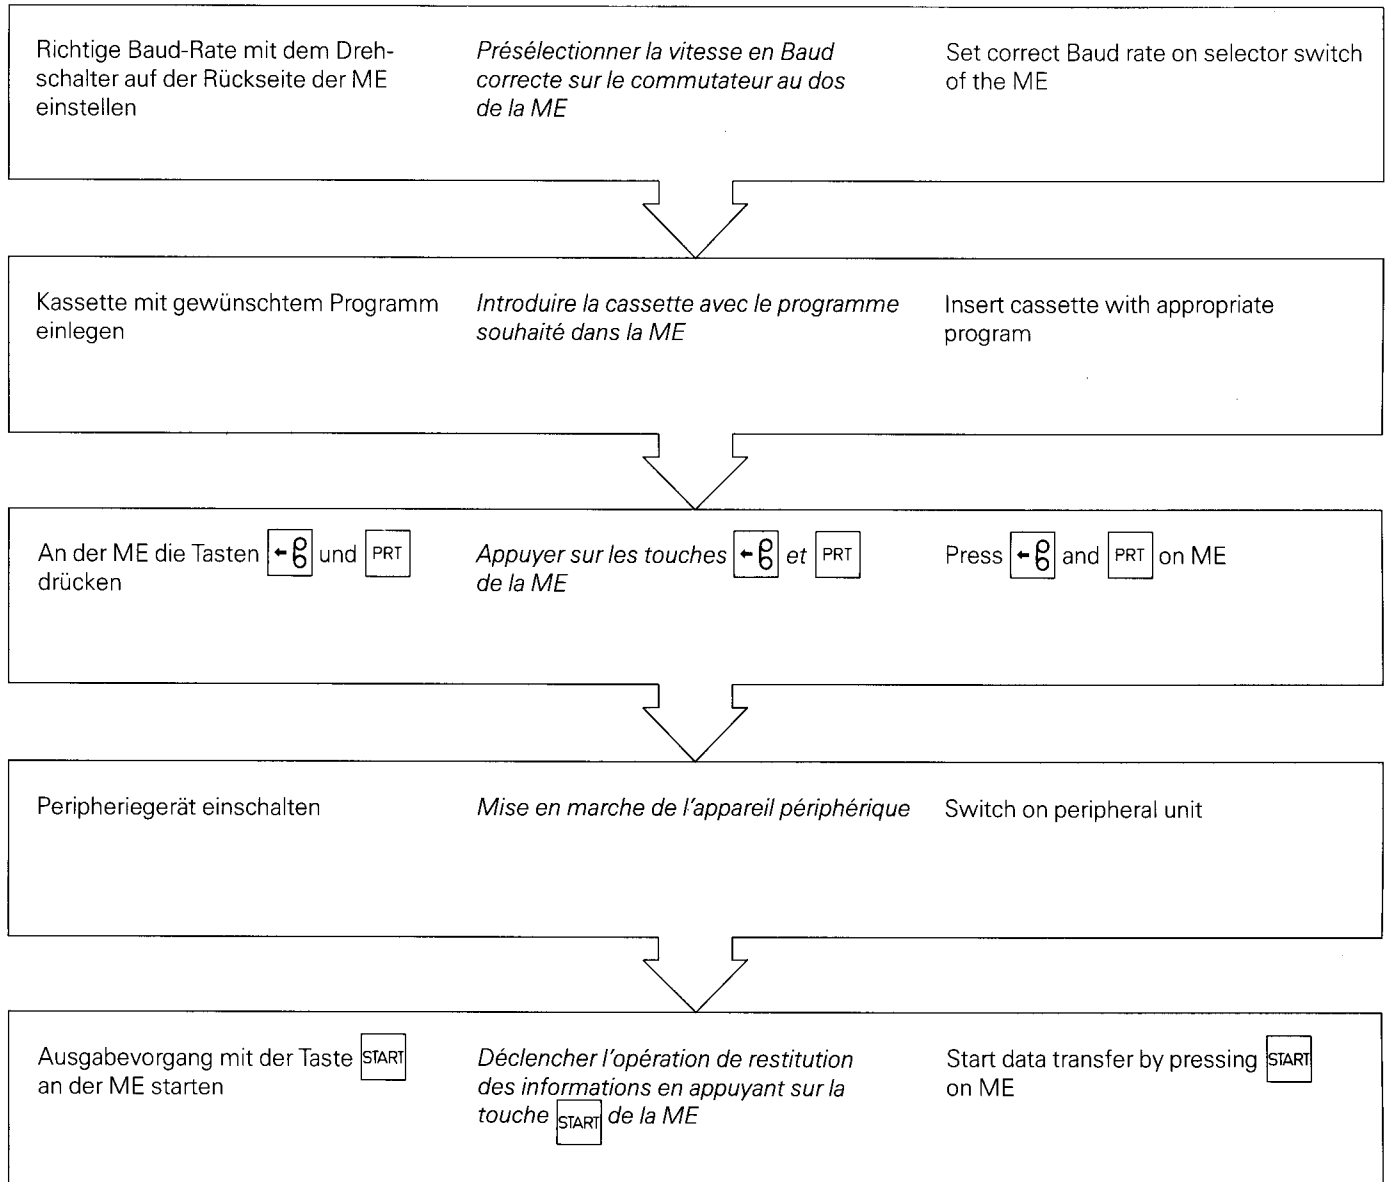 Richtige Baud-Rate mit dem Dreh-
schalter auf der Rückseite der ME
einstellen
Présélectionner la vitesse en Baud
correcte sur le commutateur au dos
de la ME
Set correct Baud rate on selector switch
of the ME
Kassette mit gewünschtem Programm
einlegen
Introduire la cassette avec le programme
souhaité dans la ME
Insert cassette with appropriate
program
An der ME die Tasten und PRT
drücken
Appuyer sur les touches et PRT
de la ME
Press and PRT on ME
Peripheriegerät einschalten
Mise en marche de l'appareil périphérique
Switch on peripheral unit
Ausgabevorgang mit der Taste START
an der ME starten
Déclencher l'opération de restitution
des informations en appuyant sur la
touche START de la ME
Start data transfer by pressing START
on ME